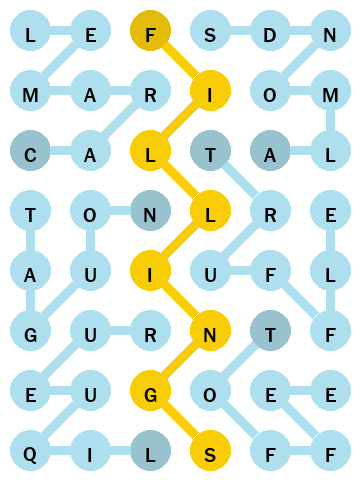 L E F S D N
M A R I O M
C A L T A L
T O N L R E
A U I U F L
G U R N T F
E U G O E E
Q I L S F F